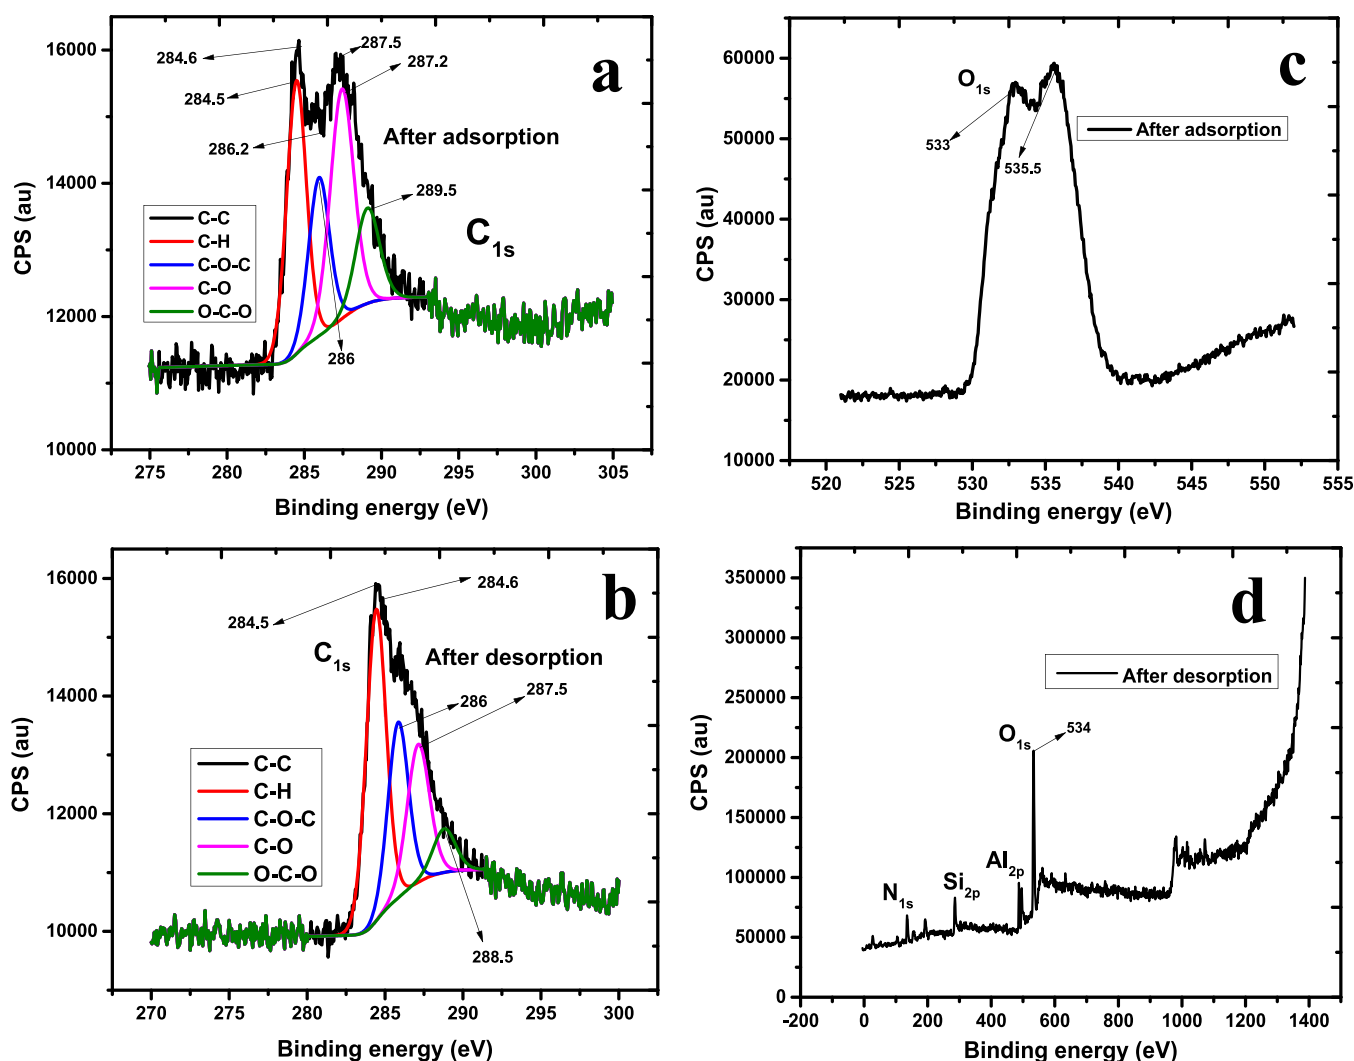 a
16000
14000
12000
10000
CPS (au)
284.6
287.5
287.2
284.5
286.2
After adsorption
289.5
C1s
286
C-C
C-H
C-O-C
C-O
O-C-O
275 280 285 290 295 300 305
Binding energy (eV)
c
60000
50000
40000
30000
20000
10000
CPS (au)
O1s
533
535.5
After adsorption
520 525 530 535 540 545 550 555
Binding energy (eV)
b
16000
14000
12000
10000
CPS (au)
284.6
284.5
C1s
After desorption
286
287.5
288.5
C-C
C-H
C-O-C
C-O
O-C-O
270 275 280 285 290 295 300
Binding energy (eV)
d
350000
300000
250000
200000
150000
100000
50000
0
CPS (au)
After desorption
O1s
534
Al2p
Si2p
N1s
-200 0 200 400 600 800 1000 1200 1400
Binding energy (eV)